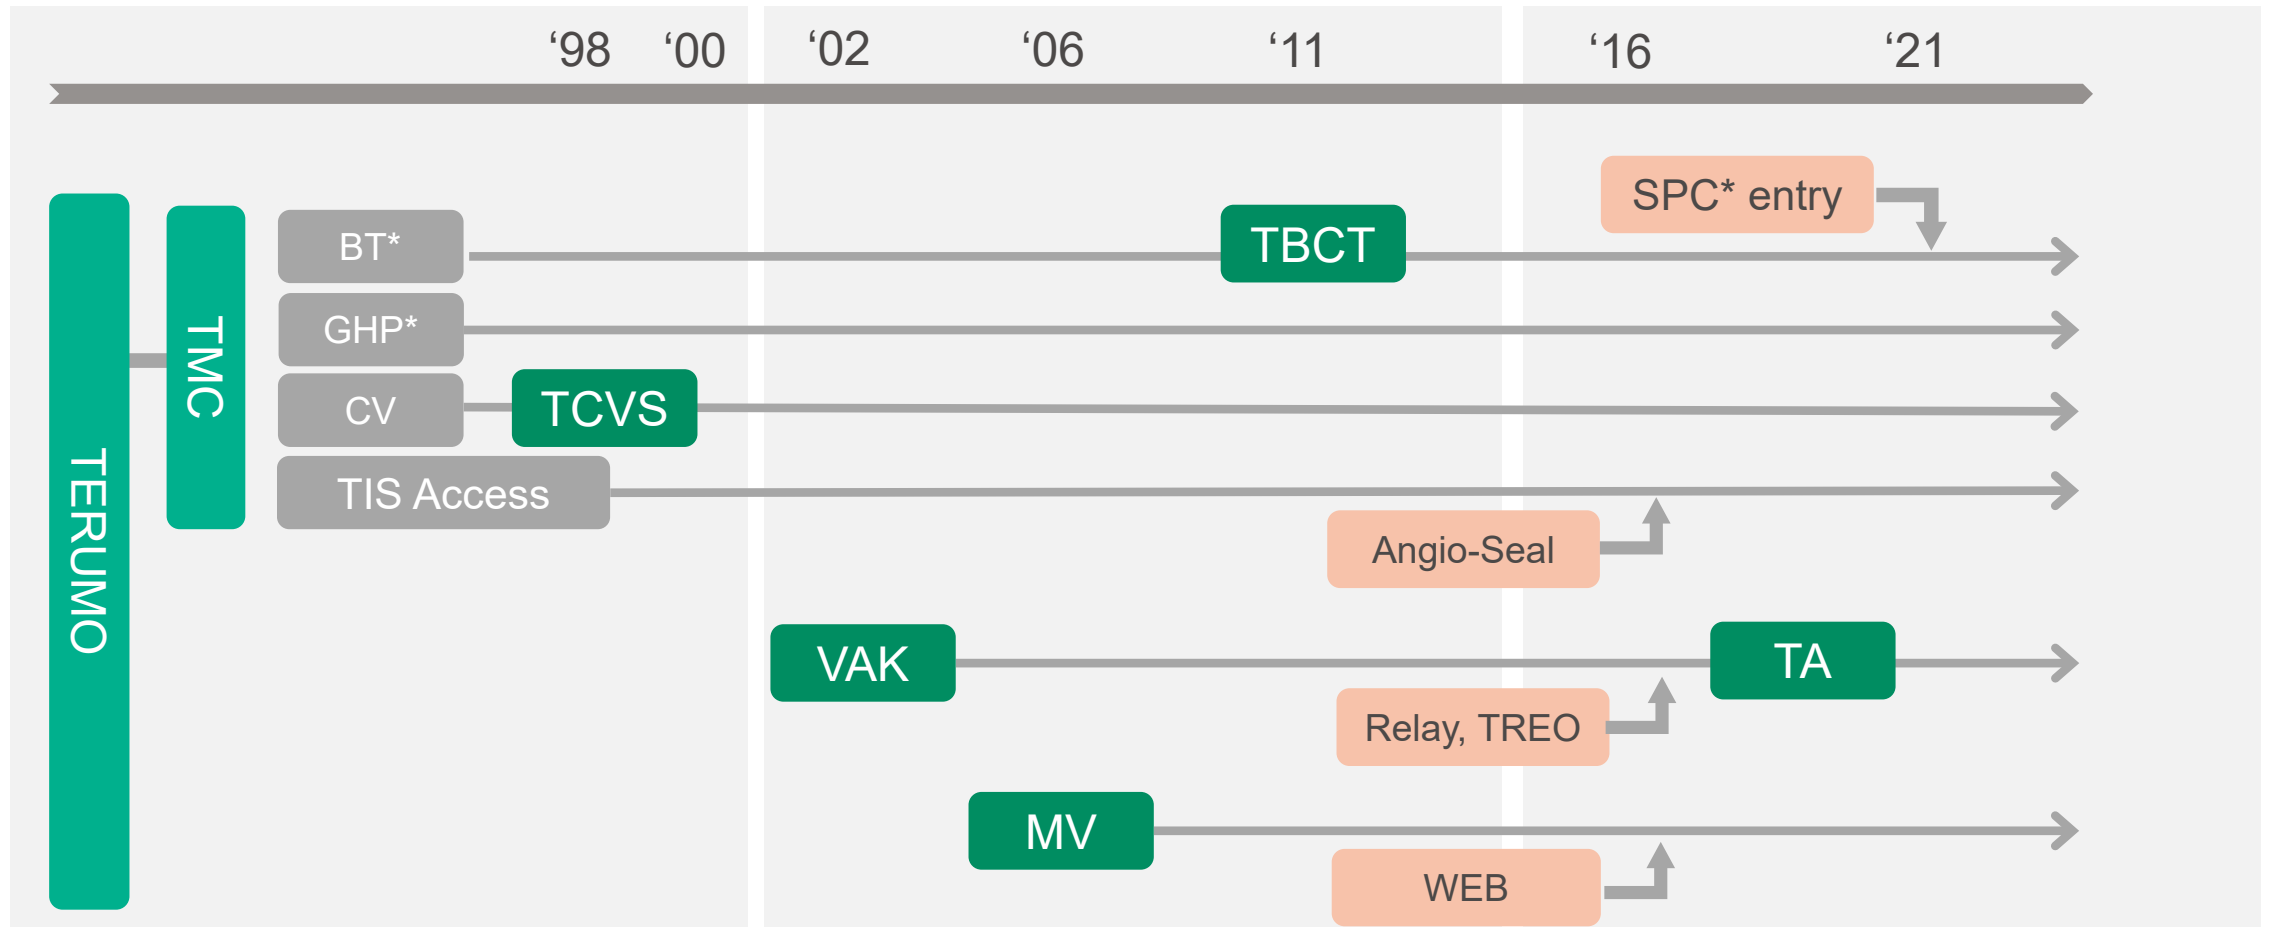 ‘98 ‘00 ‘02 ‘06 ‘11 ‘16 ‘21
TERUMO
TMC
BT*
TBCT
SPC* entry
GHP*
CV
TCVS
TIS Access
Angio-Seal
VAK
TA
Relay, TREO
MV
WEB